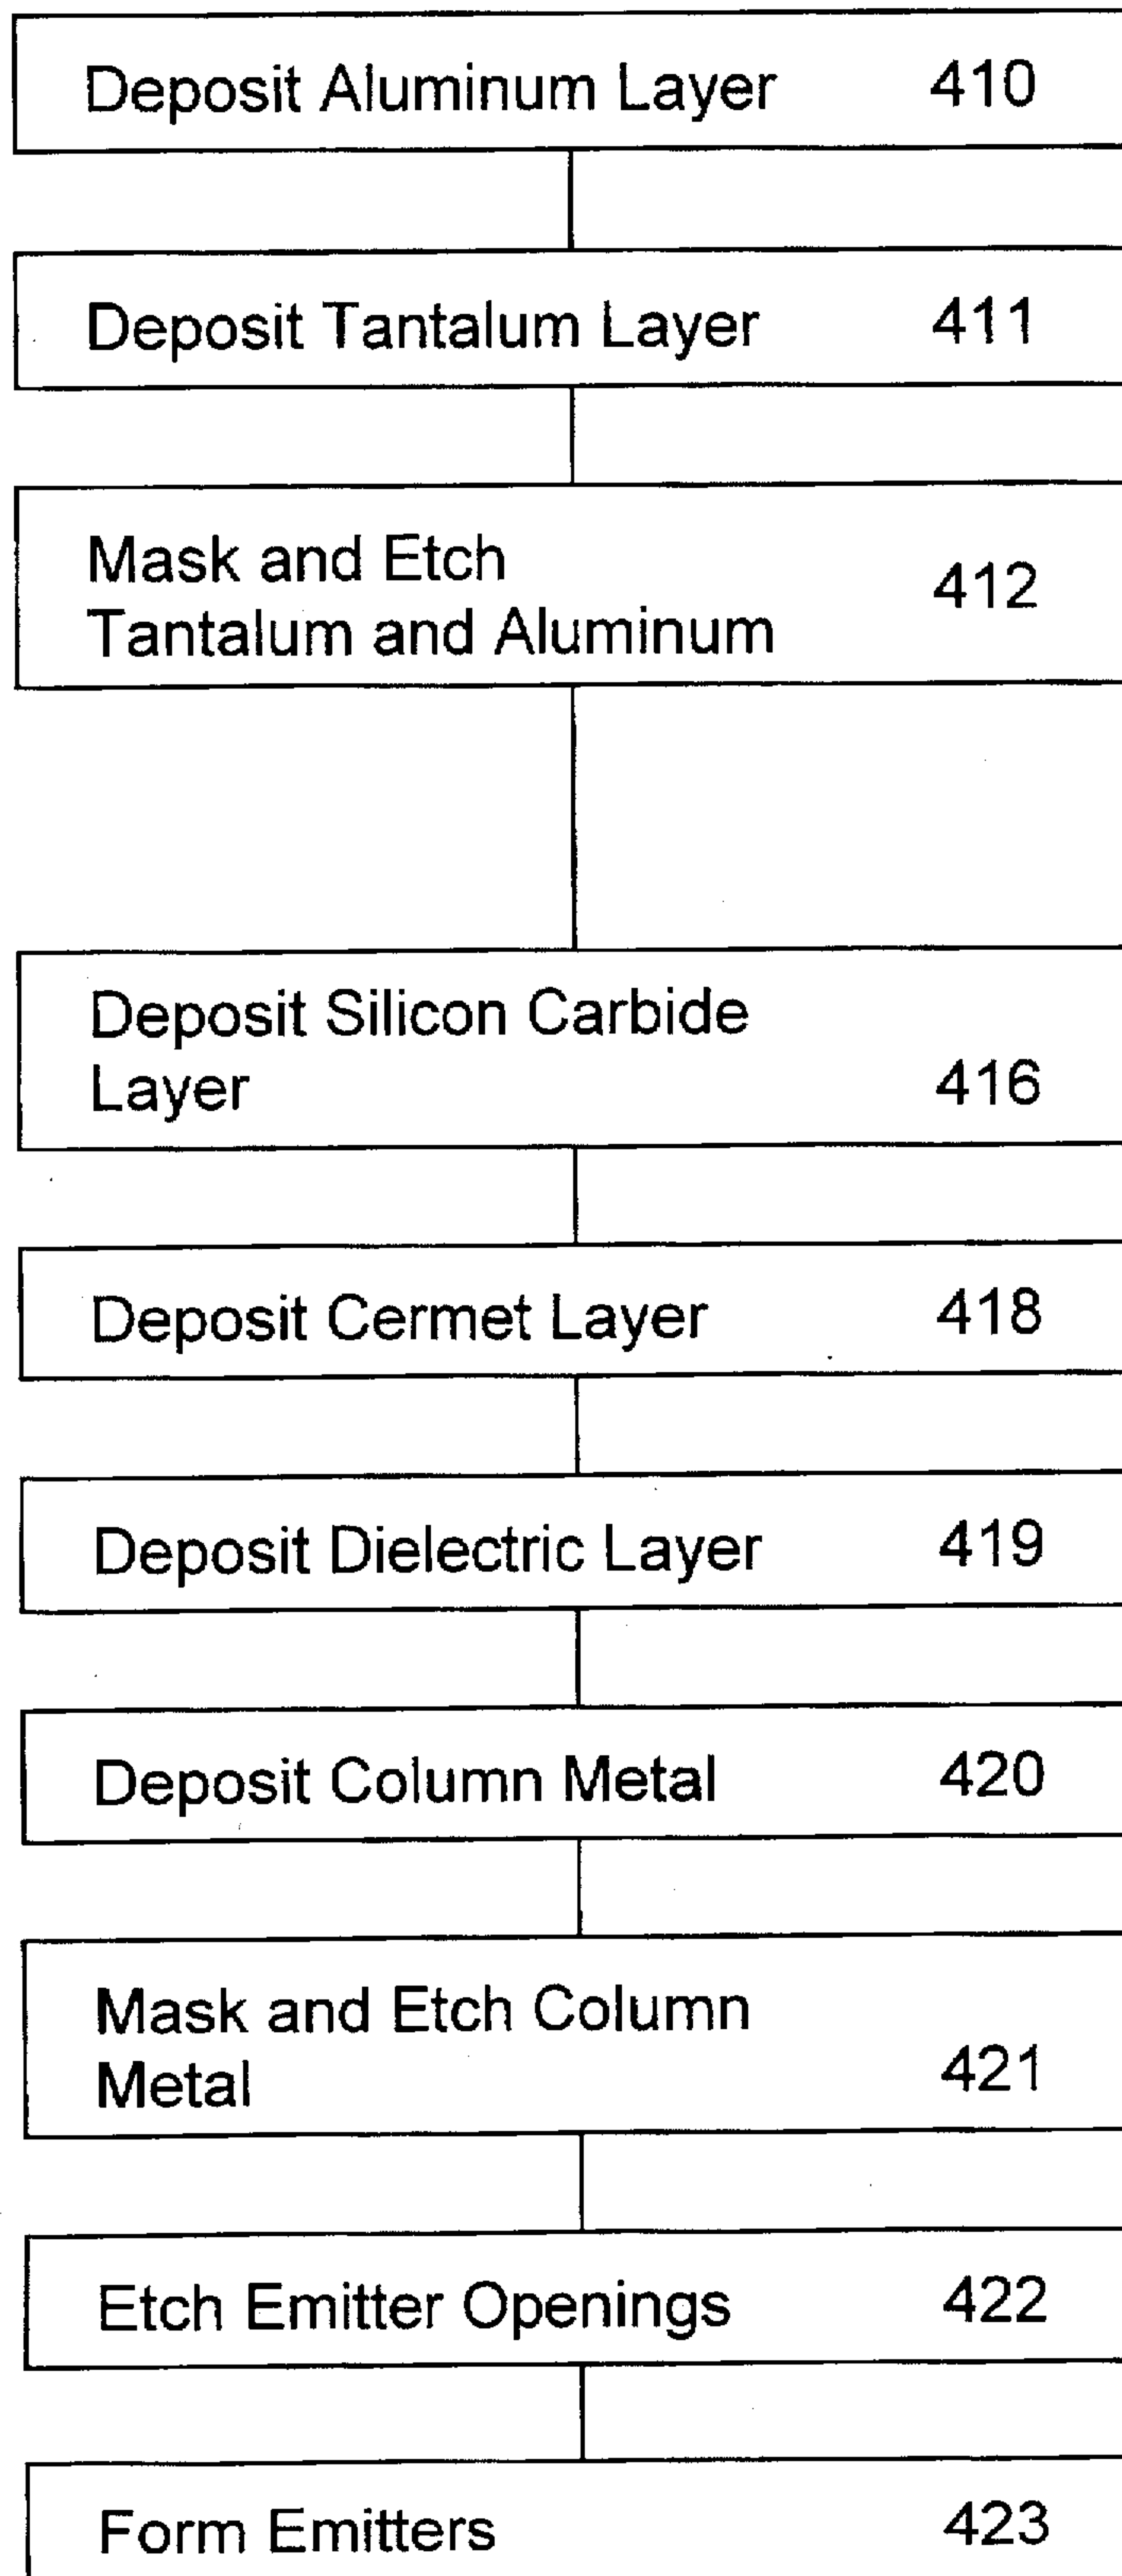 Deposit Aluminum Layer 410
Deposit Tantalum Layer 411
Mask and Etch
Tantalum and Aluminum 412
Deposit Silicon Carbide
Layer 416
Deposit Cermet Layer 418
Deposit Dielectric Layer 419
Deposit Column Metal 420
Mask and Etch Column
Metal 421
Etch Emitter Openings 422
Form Emitters 423